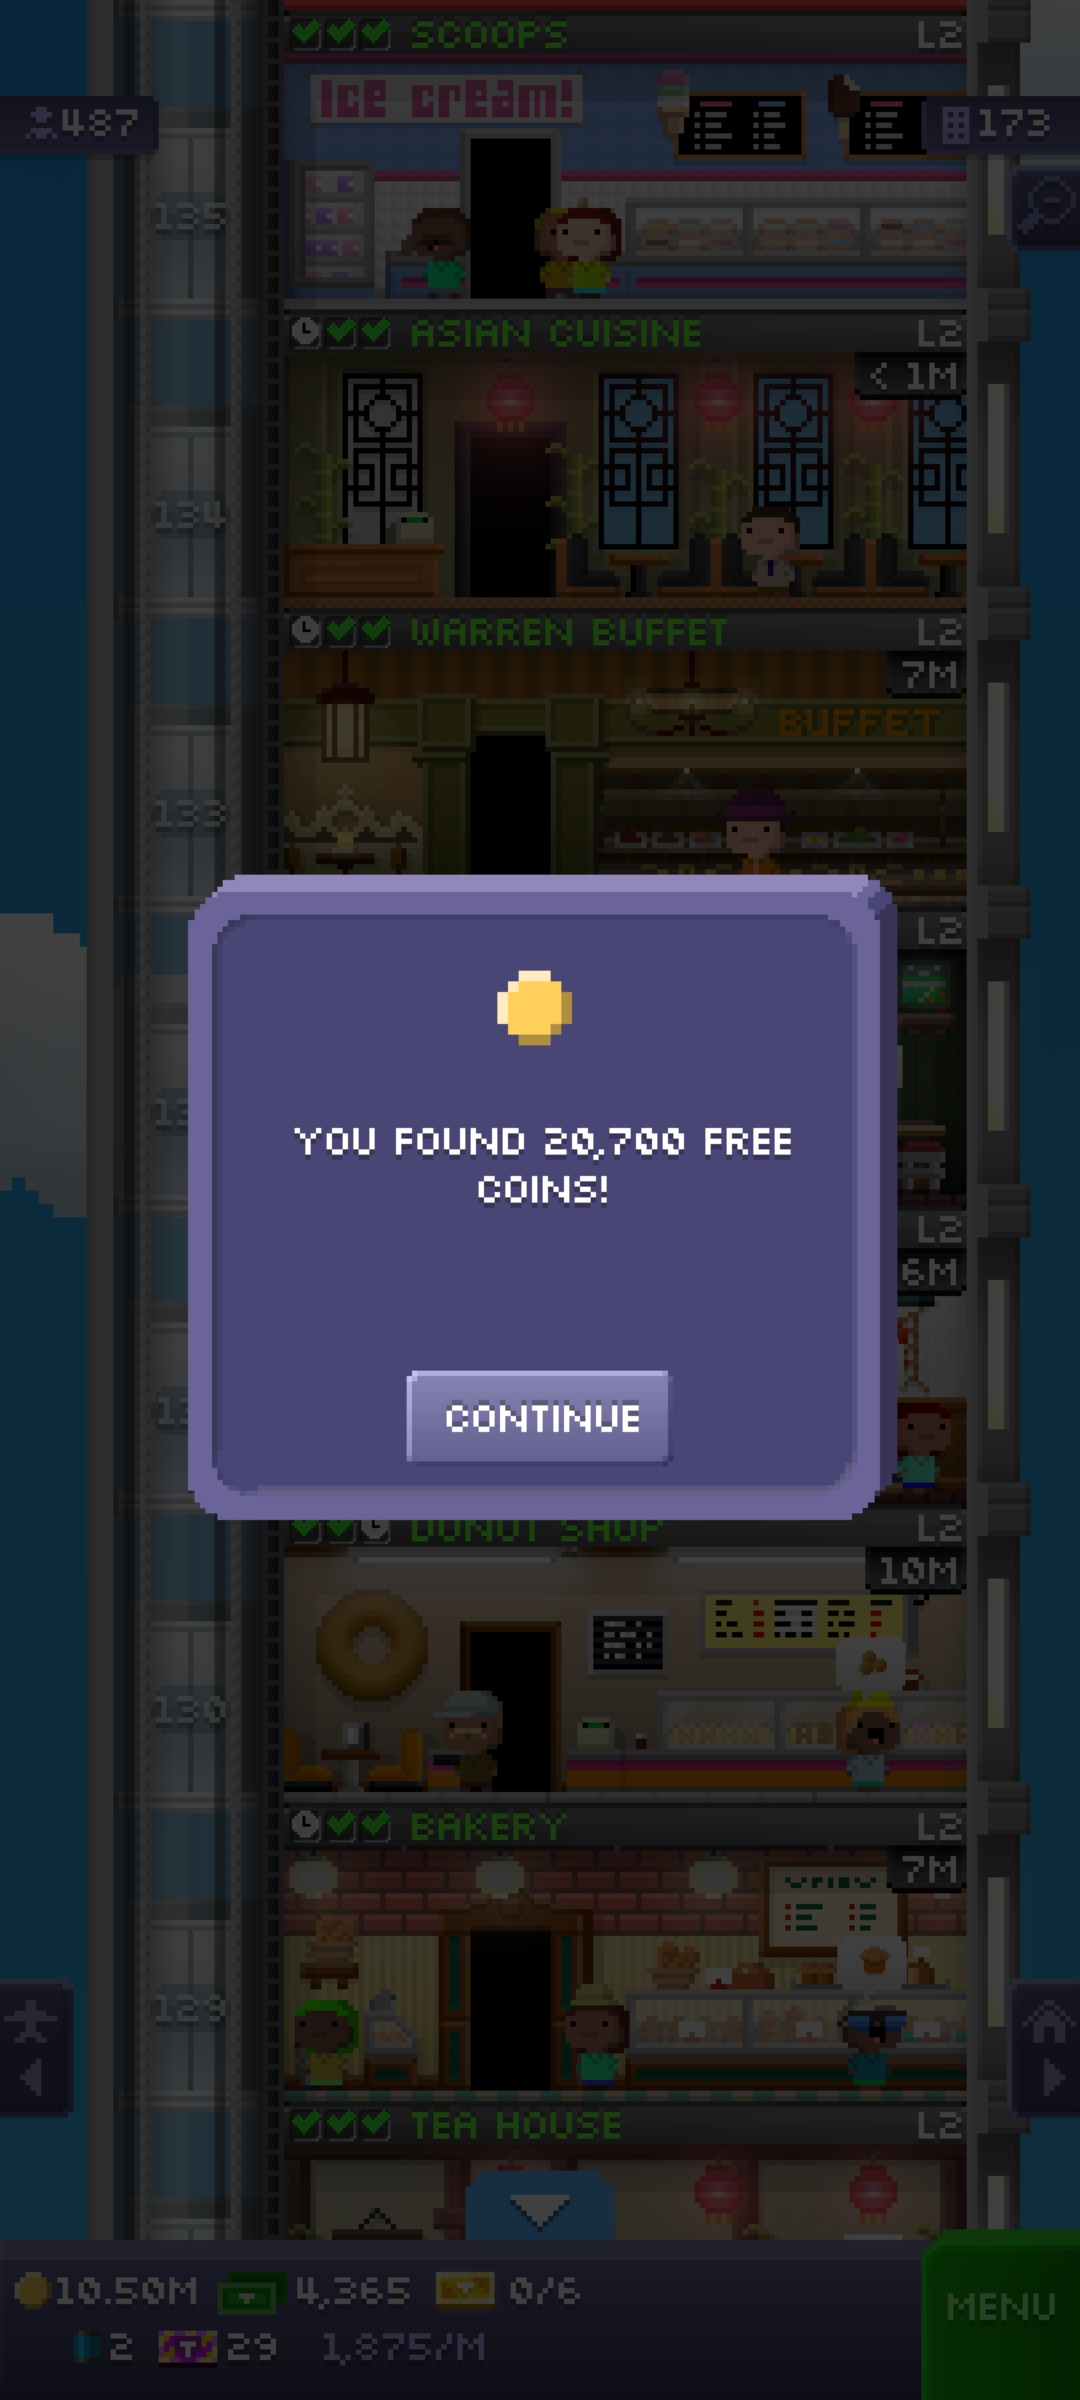 SCOOPS L2
Ice cream!
487
173
135
ASIAN CUISINE L2
< 1M
134
WARREN BUFFET L2
7M
BUFFET
133
L2
YOU FOUND 20,700 FREE
COINS!
L2
6M
CONTINUE
DONUT SHOP L2
10M
130
BAKERY L2
7M
129
TEA HOUSE L2
10.50M 4,365 0/6
MENU
2 29 1,875/M